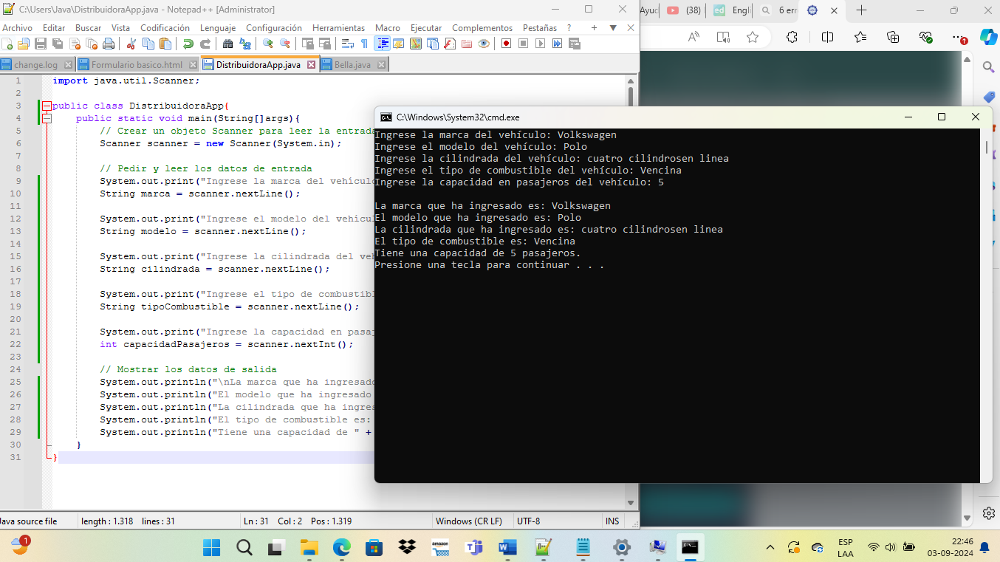 C:\Users\Java\DistribuidoraApp.java - Notepad++ [Administrator]
Archivo Editar Buscar Vista Codificación Lenguaje Configuración Herramientas Macro Ejecutar Complementos Pestañas ?
change.log Formulario basico.html DistribuidoraApp.java Bella.java
1 import java.util.Scanner;
2
3 public class DistribuidoraApp{
4 public static void main(String[]args){
5 // Crear un objeto Scanner para leer la entrada
6 Scanner scanner = new Scanner(System.in);
7
8 // Pedir y leer los datos de entrada
9 System.out.print("Ingrese la marca del vehículo
10 String marca = scanner.nextLine();
11
12 System.out.print("Ingrese el modelo del vehícul
13 String modelo = scanner.nextLine();
14
15 System.out.print("Ingrese la cilindrada del veh
16 String cilindrada = scanner.nextLine();
17
18 System.out.print("Ingrese el tipo de combustibl
19 String tipoCombustible = scanner.nextLine();
20
21 System.out.print("Ingrese la capacidad en pasaj
22 int capacidadPasajeros = scanner.nextInt();
23
24 // Mostrar los datos de salida
25 System.out.println("\nLa marca que ha ingresado
26 System.out.println("El modelo que ha ingresado
27 System.out.println("La cilindrada que ha ingres
28 System.out.println("El tipo de combustible es:
29 System.out.println("Tiene una capacidad de " +
30 }
31 }
Java source file length : 1.318 lines : 31 Ln : 31 Col : 2 Pos : 1.319 Windows (CR LF) UTF-8 INS
Ayuc (38) ed Engli 6 err
C:\Windows\System32\cmd.exe
Ingrese la marca del vehículo: Volkswagen
Ingrese el modelo del vehículo: Polo
Ingrese la cilindrada del vehículo: cuatro cilindrosen linea
Ingrese el tipo de combustible del vehículo: Vencina
Ingrese la capacidad en pasajeros del vehículo: 5
La marca que ha ingresado es: Volkswagen
El modelo que ha ingresado es: Polo
La cilindrada que ha ingresado es: cuatro cilindrosen linea
El tipo de combustible es: Vencina
Tiene una capacidad de 5 pasajeros.
Presione una tecla para continuar . . .
1
amazon
ESP
LAA
22:46
03-09-2024